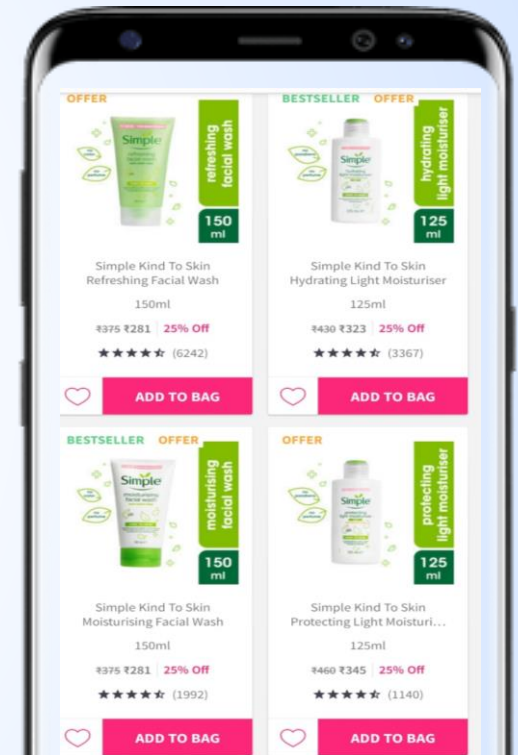 OFFER
Simple
refreshing
facial wash
150
ml
Simple Kind To Skin
Refreshing Facial Wash
150ml
₹375 ₹281 25% Off
(6242)
ADD TO BAG
BESTSELLER OFFER
Simple
hydrating
light moisturiser
125
ml
Simple Kind To Skin
Hydrating Light Moisturiser
125ml
₹430 ₹323 25% Off
(3367)
ADD TO BAG
BESTSELLER OFFER
Simple
moisturising
facial wash
moisturising
facial wash
150
ml
Simple Kind To Skin
Moisturising Facial Wash
150ml
₹375 ₹281 25% Off
(1992)
ADD TO BAG
OFFER
Simple
protecting
light moisturiser
125
ml
Simple Kind To Skin
Protecting Light Moisturi...
125ml
₹460 ₹345 25% Off
(1140)
ADD TO BAG